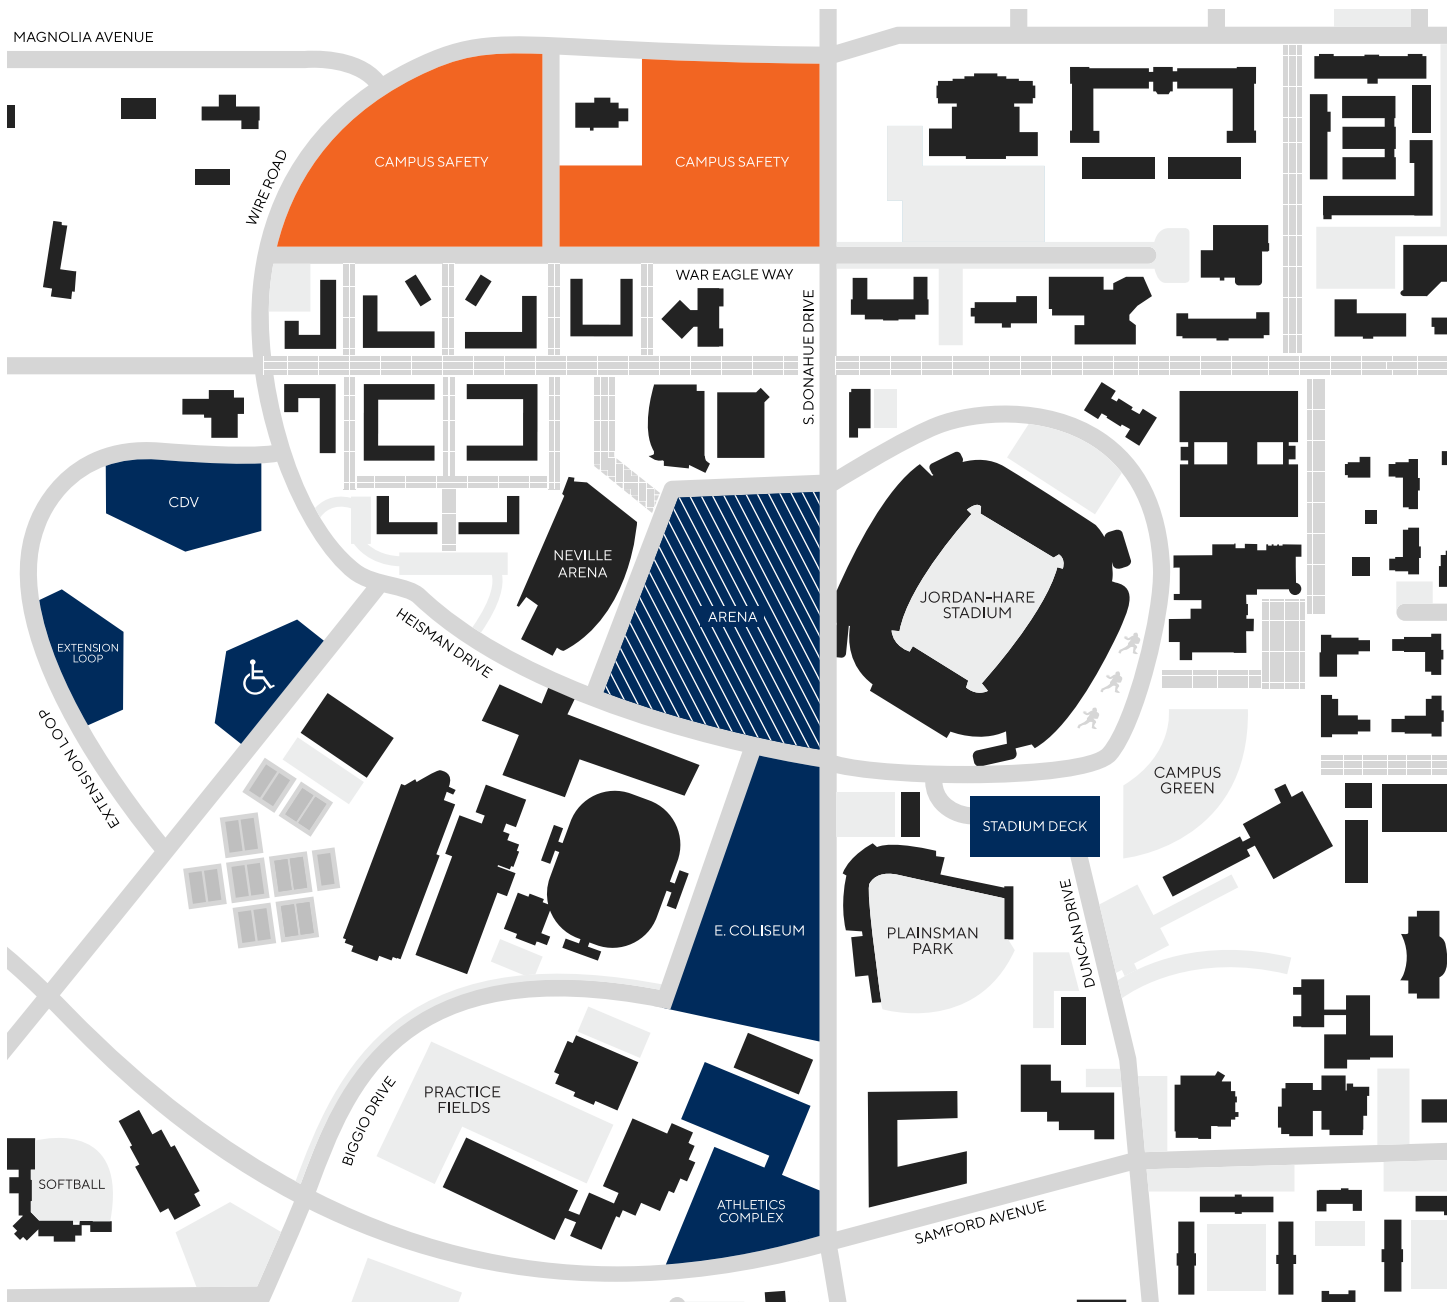 MAGNOLIA AVENUE
CAMPUS SAFETY
CAMPUS SAFETY
WIRE ROAD
WAR EAGLE WAY
S. DONAHUE DRIVE
CDV
NEVILLE
ARENA
ARENA
JORDAN-HARE
STADIUM
HEISMAN DRIVE
EXTENSION
LOOP
EXTENSION LOOP
CAMPUS
GREEN
STADIUM DECK
E. COLISEUM
PLAINSMAN
PARK
DUNCAN DRIVE
PRACTICE
FIELDS
BIGGIO DRIVE
SOFTBALL
ATHLETICS
COMPLEX
SAMFORD AVENUE